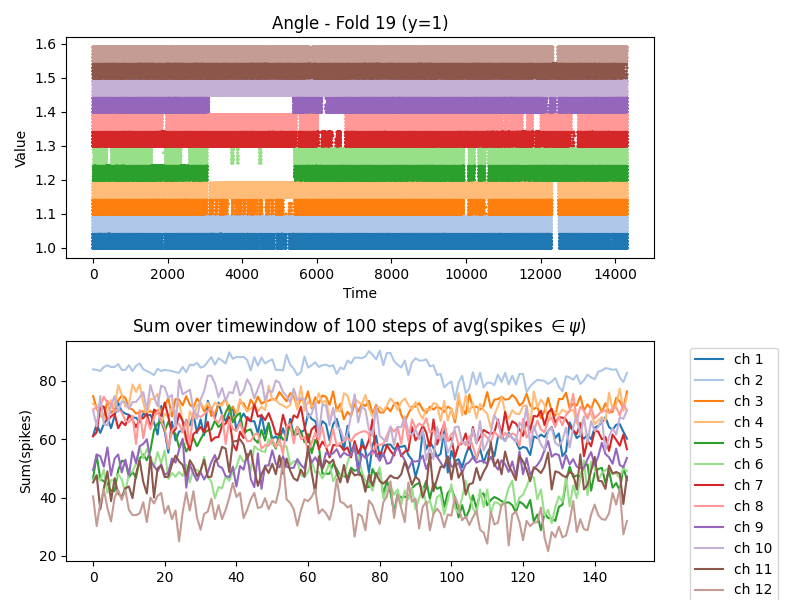 Angle - Fold 19 (y=1)
1.6
1.5
1.4
1.3
1.2
1.1
1.0
Value
0 2000 4000 6000 8000 10000 12000 14000
Time
Sum over timewindow of 100 steps of avg(spikes ∈ ψ)
80
60
40
20
Sum(spikes)
0 20 40 60 80 100 120 140
ch 1
ch 2
ch 3
ch 4
ch 5
ch 6
ch 7
ch 8
ch 9
ch 10
ch 11
ch 12